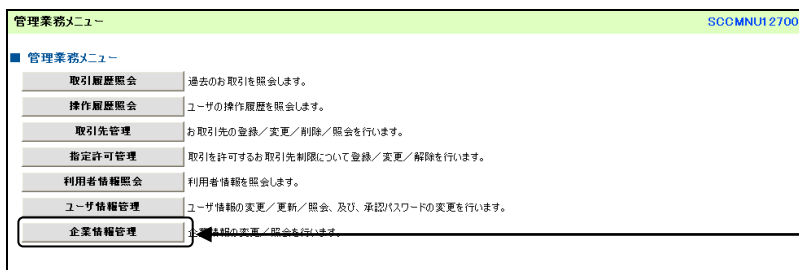 管理業務メニュー SCCMNU12700
■ 管理業務メニュー
取引履歴照会 過去のお取引を照会します。
操作履歴照会 ユーザの操作履歴を照会します。
取引先管理 お取引先の登録／変更／削除／照会を行います。
指定許可管理 取引を許可するお取引先制限について登録／変更／解除を行います。
利用者情報照会 利用者情報を照会します。
ユーザ情報管理 ユーザ情報の変更／更新／照会、及び、承認パスワードの変更を行います。
企業情報管理 企業情報の変更／照会を行います。